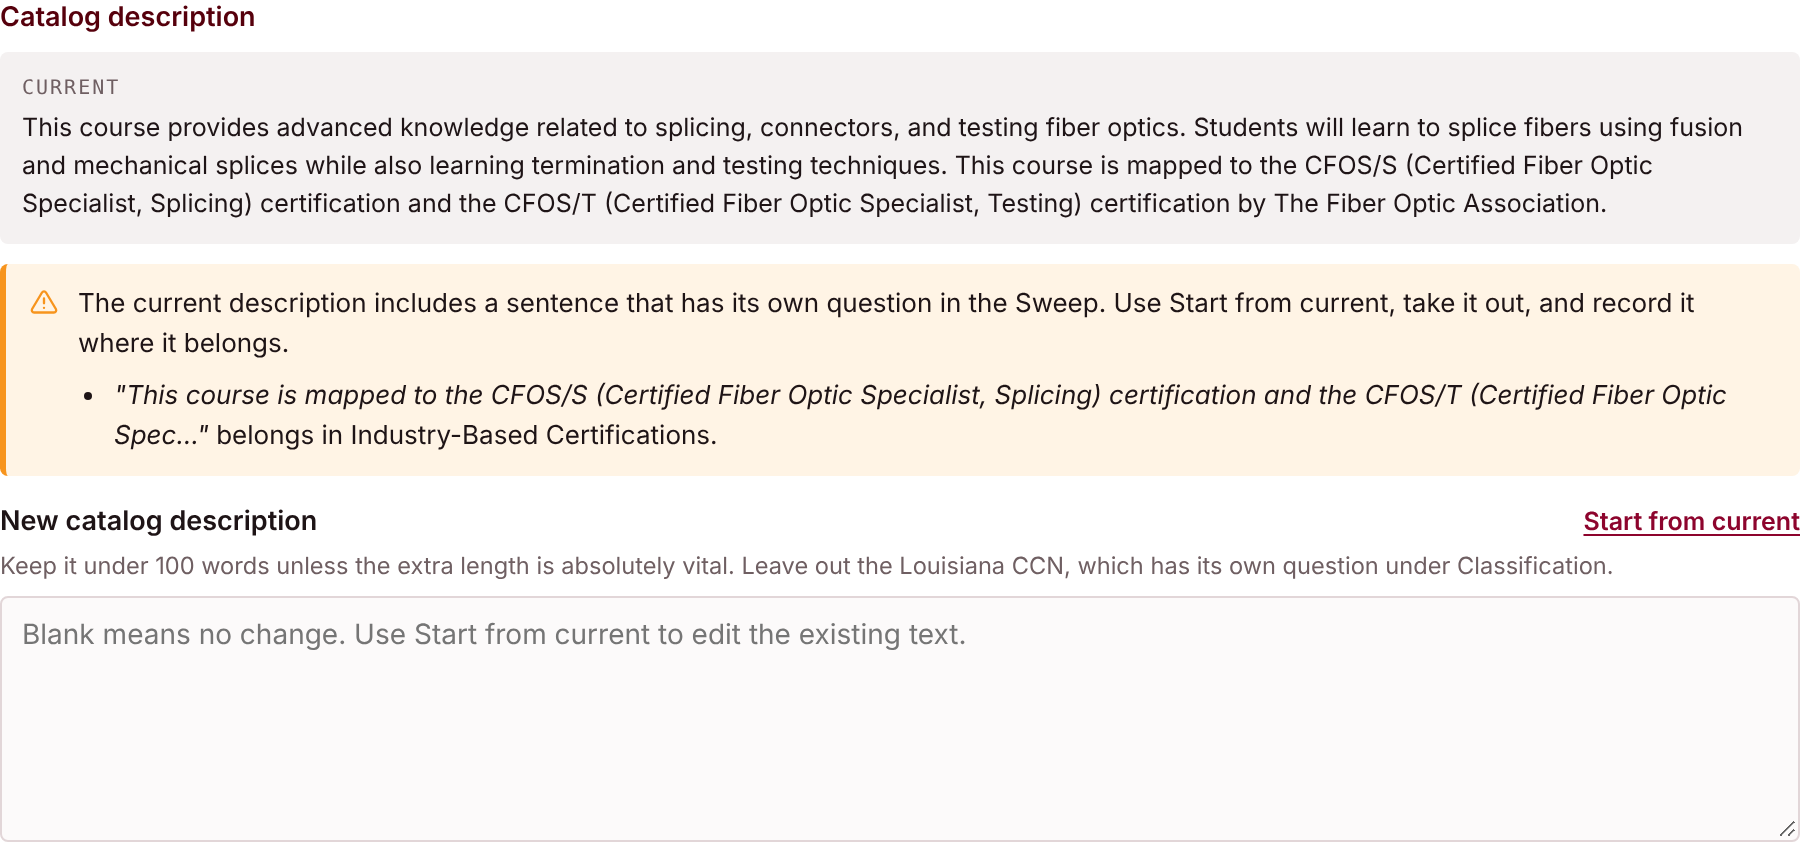 Catalog description
CURRENT
This course provides advanced knowledge related to splicing, connectors, and testing fiber optics. Students will learn to splice fibers using fusion
and mechanical splices while also learning termination and testing techniques. This course is mapped to the CFOS/S (Certified Fiber Optic
Specialist, Splicing) certification and the CFOS/T (Certified Fiber Optic Specialist, Testing) certification by The Fiber Optic Association.
The current description includes a sentence that has its own question in the Sweep. Use Start from current, take it out, and record it
where it belongs.
• "This course is mapped to the CFOS/S (Certified Fiber Optic Specialist, Splicing) certification and the CFOS/T (Certified Fiber Optic
Spec..." belongs in Industry-Based Certifications.
New catalog description
Start from current
Keep it under 100 words unless the extra length is absolutely vital. Leave out the Louisiana CCN, which has its own question under Classification.
Blank means no change. Use Start from current to edit the existing text.